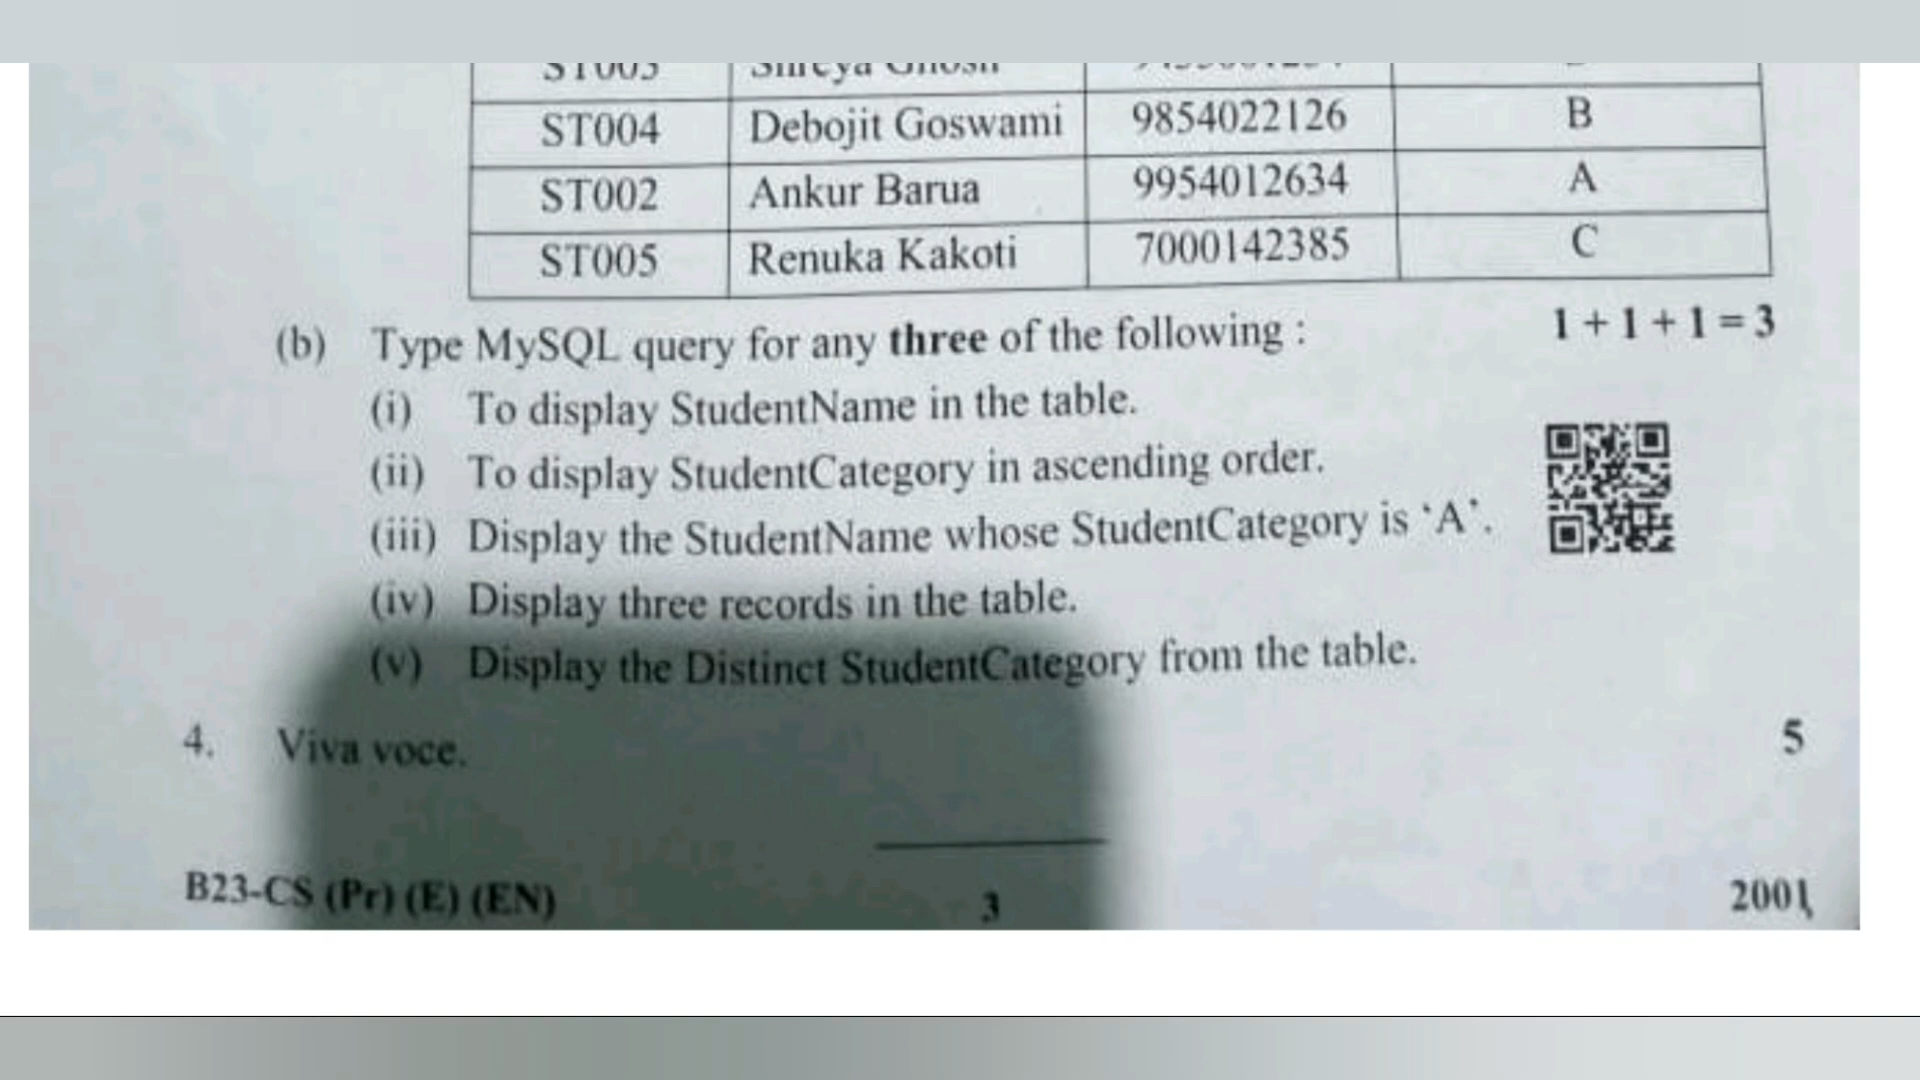 ST003 Shreya Ghosh
ST004 Debojit Goswami 9854022126 B
ST002 Ankur Barua 9954012634 A
ST005 Renuka Kakoti 7000142385 C
(b) Type MySQL query for any three of the following : 1 + 1 + 1 = 3
(i) To display StudentName in the table.
(ii) To display StudentCategory in ascending order.
(iii) Display the StudentName whose StudentCategory is ‘A’.
(iv) Display three records in the table.
(v) Display the Distinct StudentCategory from the table.
4. Viva voce. 5
B23-CS (Pr) (E) (EN) 3 2001